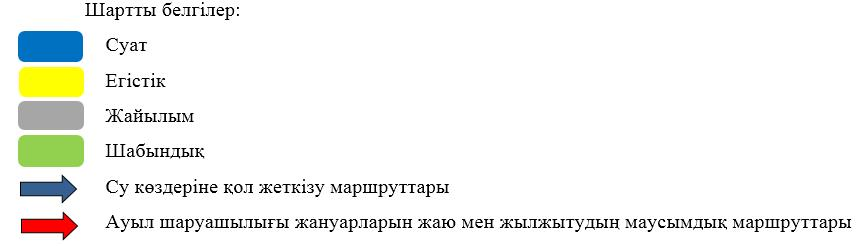 Шартты белгілер:
Суат
Егістік
Жайылым
Шабындық
Су көздеріне қол жеткізу маршруттары
Ауыл шаруашылығы жануарларын жаю мен жылжытудың маусымдық маршруттары